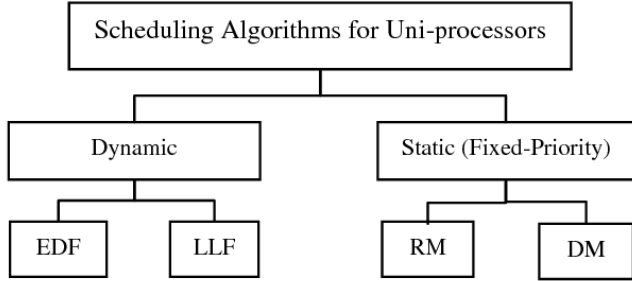 Scheduling Algorithms for Uni-processors
Dynamic
Static (Fixed-Priority)
EDF
LLF
RM
DM